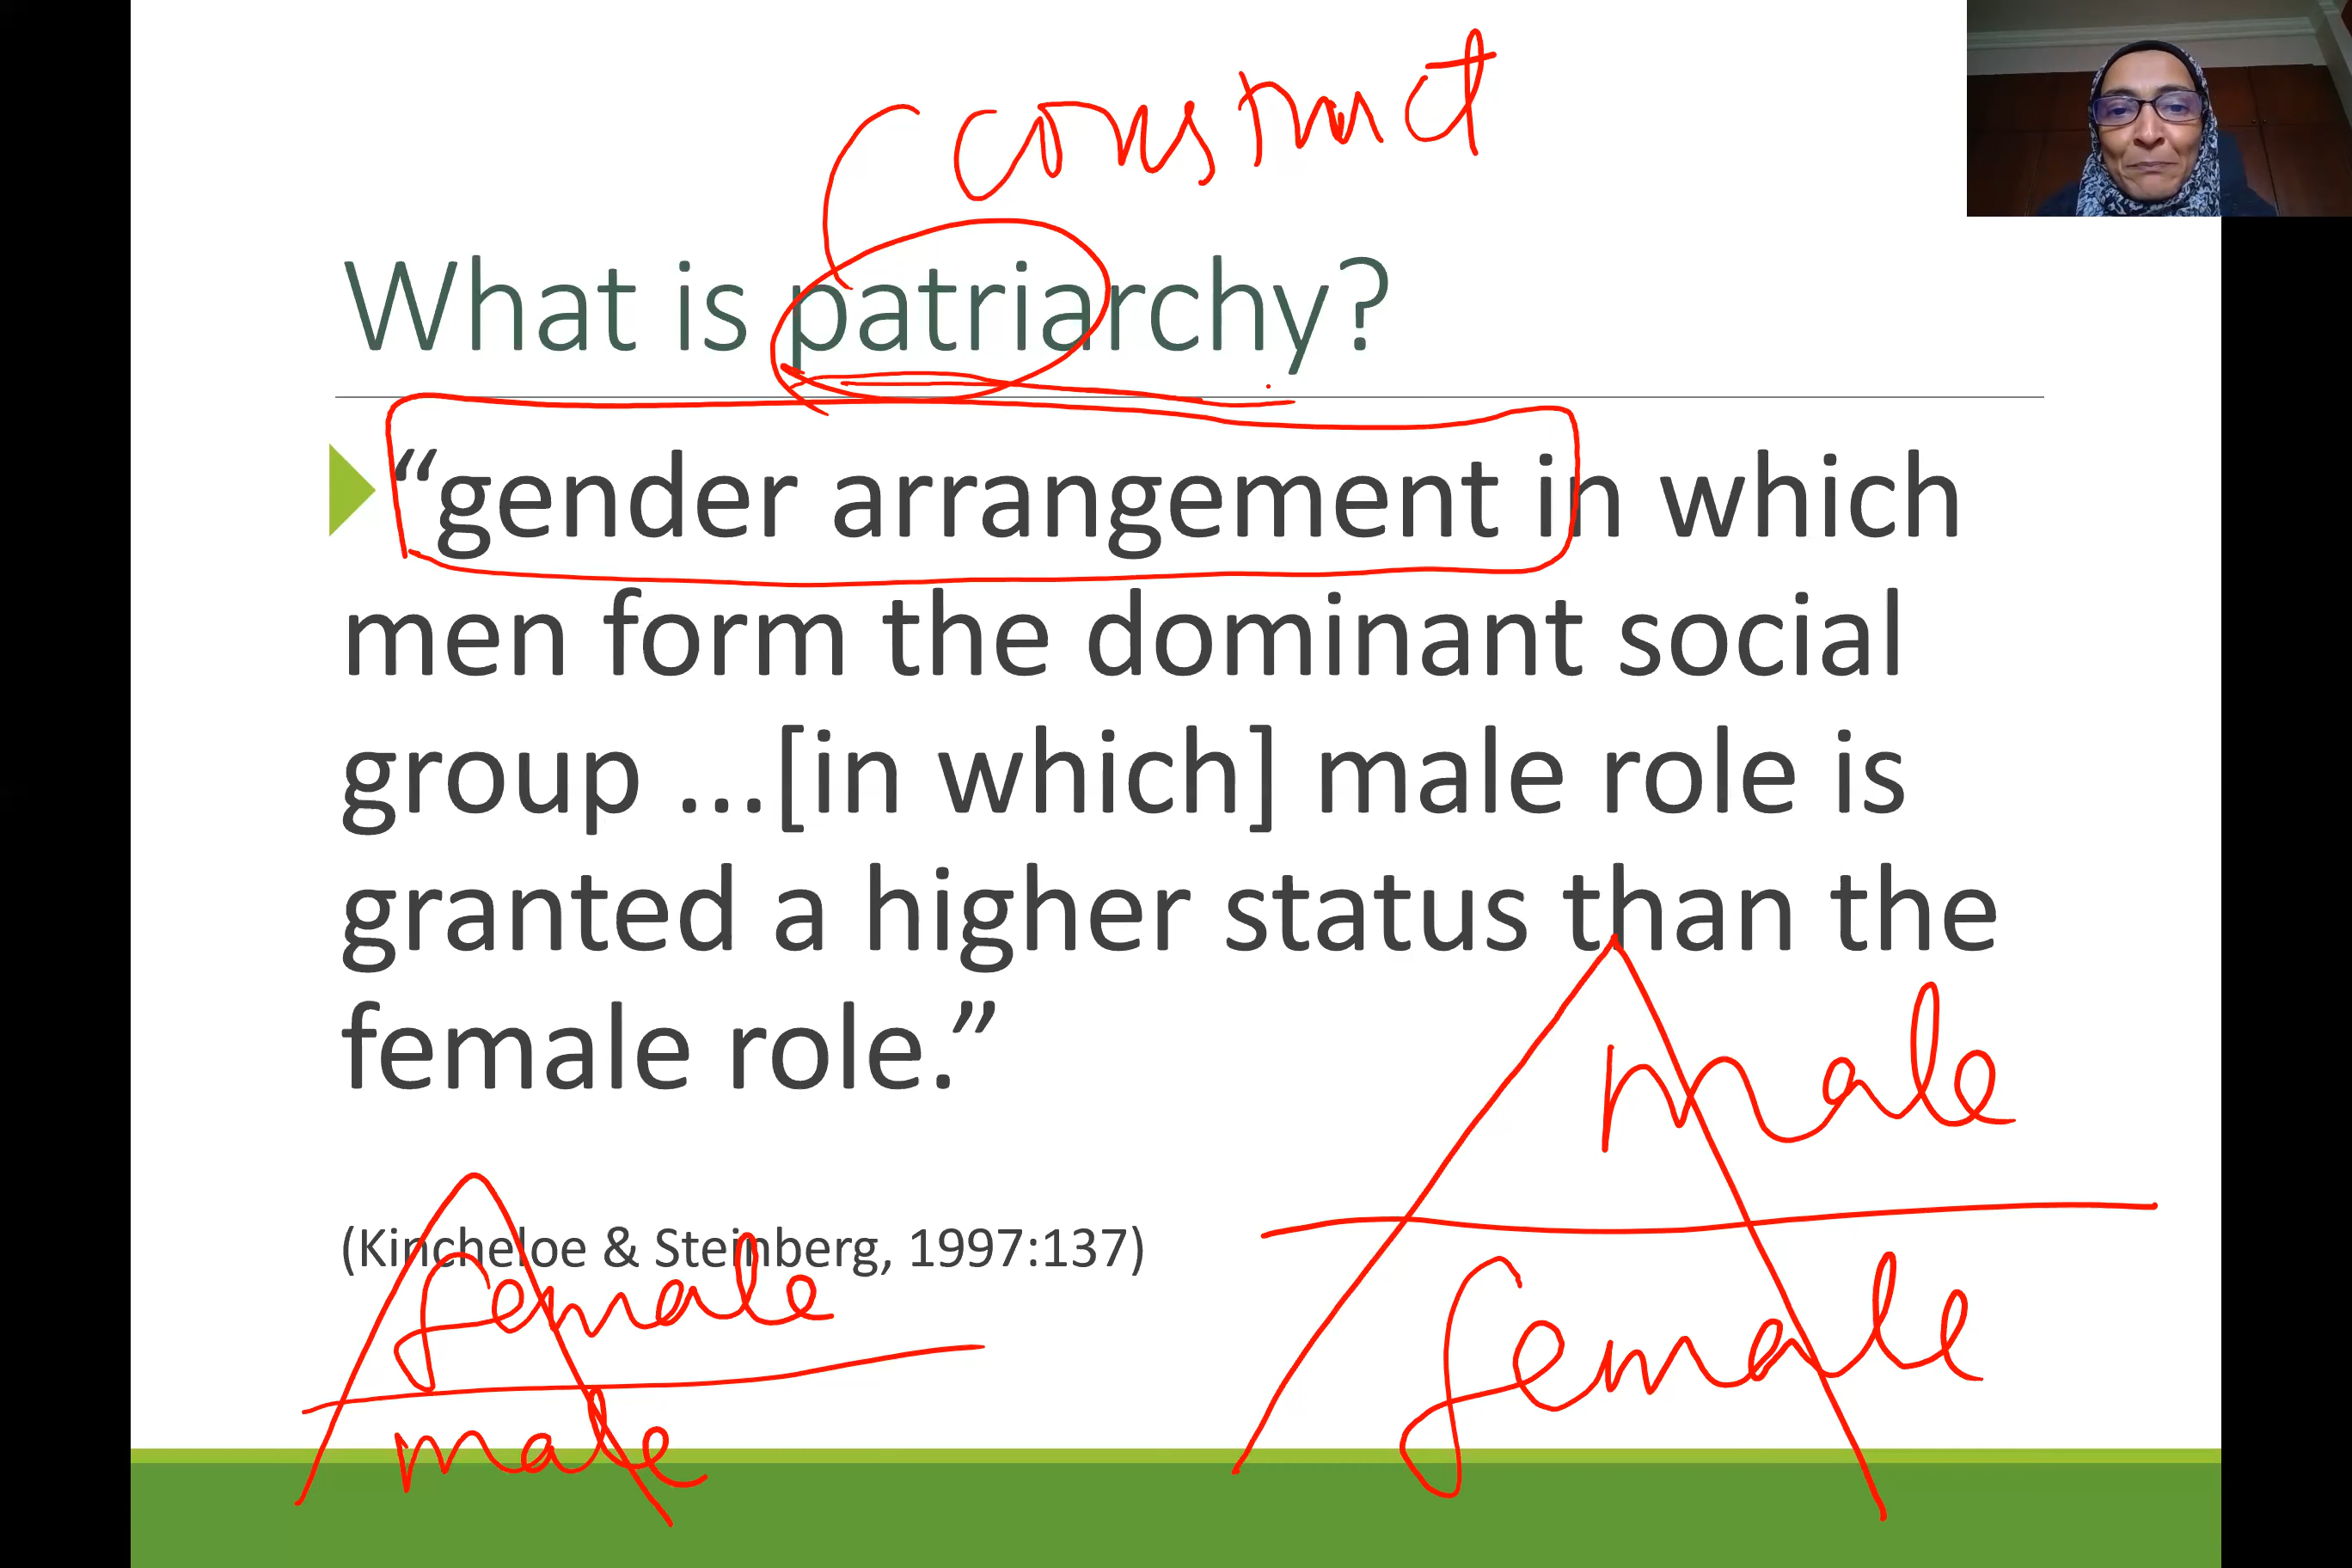 construct
What is patriarchy?
“gender arrangement in which
men form the dominant social
group ...[in which] male role is
granted a higher status than the
female role.”
male
(Kincheloe & Steinberg, 1997:137)
female
female
male